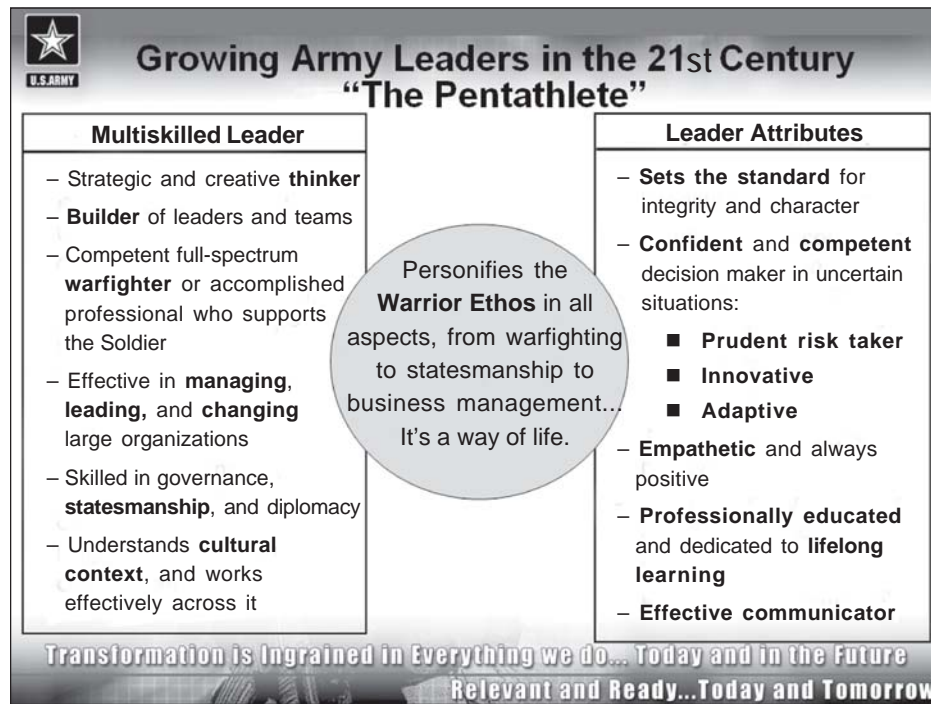 U.S.ARMY
Growing Army Leaders in the 21st Century
“The Pentathlete”
Multiskilled Leader
– Strategic and creative thinker
– Builder of leaders and teams
– Competent full-spectrum
warfighter or accomplished
professional who supports
the Soldier
– Effective in managing,
leading, and changing
large organizations
– Skilled in governance,
statesmanship, and diplomacy
– Understands cultural
context, and works
effectively across it
Personifies the
Warrior Ethos in all
aspects, from warfighting
to statesmanship to
business management...
It’s a way of life.
Leader Attributes
– Sets the standard for
integrity and character
– Confident and competent
decision maker in uncertain
situations:
■ Prudent risk taker
■ Innovative
■ Adaptive
– Empathetic and always
positive
– Professionally educated
and dedicated to lifelong
learning
– Effective communicator
Transformation is Ingrained in Everything we do... Today and in the Future
Relevant and Ready...Today and Tomorrow